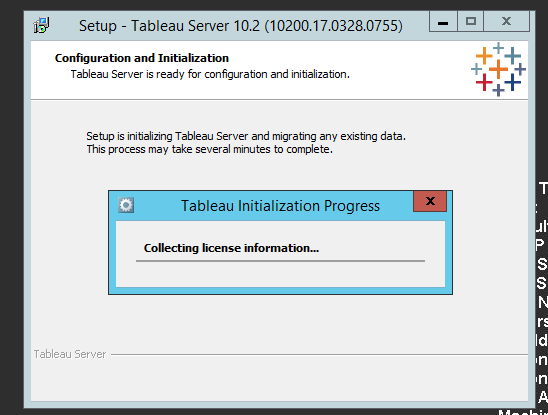 Setup - Tableau Server 10.2 (10200.17.0328.0755)
Configuration and Initialization
Tableau Server is ready for configuration and initialization.
Setup is initializing Tableau Server and migrating any existing data.
This process may take several minutes to complete.
Tableau Initialization Progress
Collecting license information...
Tableau Server